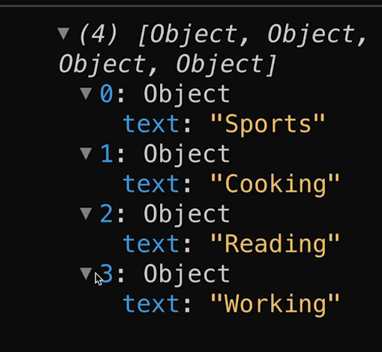 (4) [Object, Object,
Object, Object]
0: Object
text: "Sports"
1: Object
text: "Cooking"
2: Object
text: "Reading"
3: Object
text: "Working"